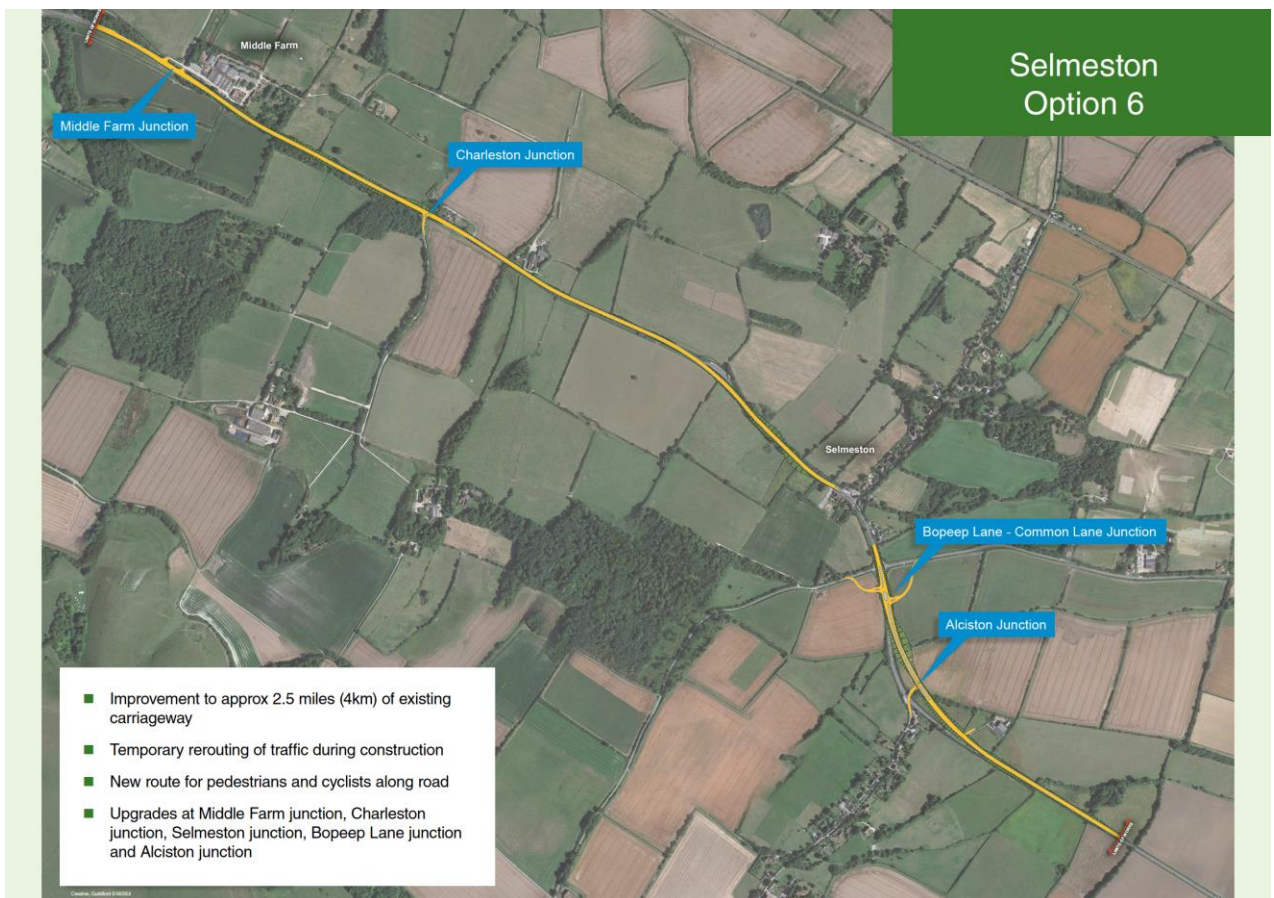 Selmeston
Option 6
Middle Farm
Middle Farm Junction
Charleston Junction
Selmeston
Bopeep Lane - Common Lane Junction
Alciston Junction
Improvement to approx 2.5 miles (4km) of existing
carriageway
Temporary rerouting of traffic during construction
New route for pedestrians and cyclists along road
Upgrades at Middle Farm junction, Charleston
junction, Selmeston junction, Bopeep Lane junction
and Alciston junction